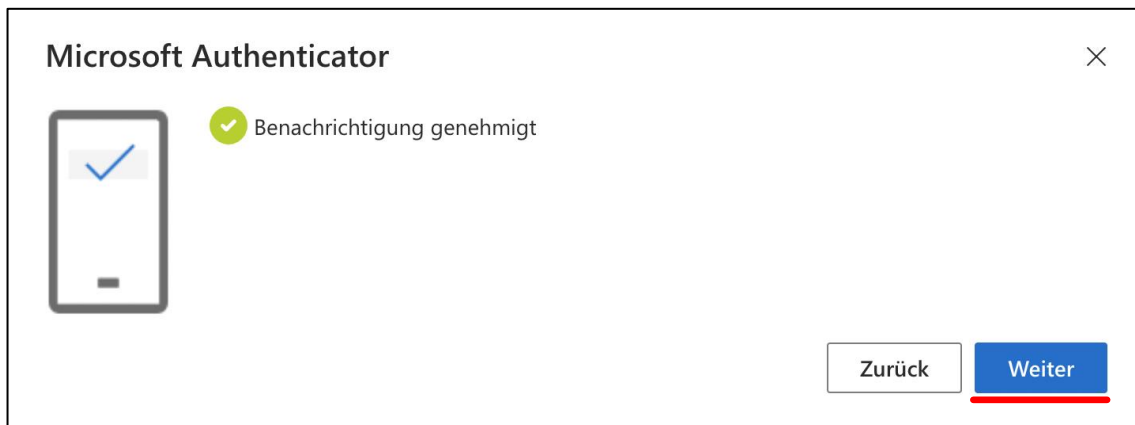 Microsoft Authenticator
Benachrichtigung genehmigt
Zurück
Weiter